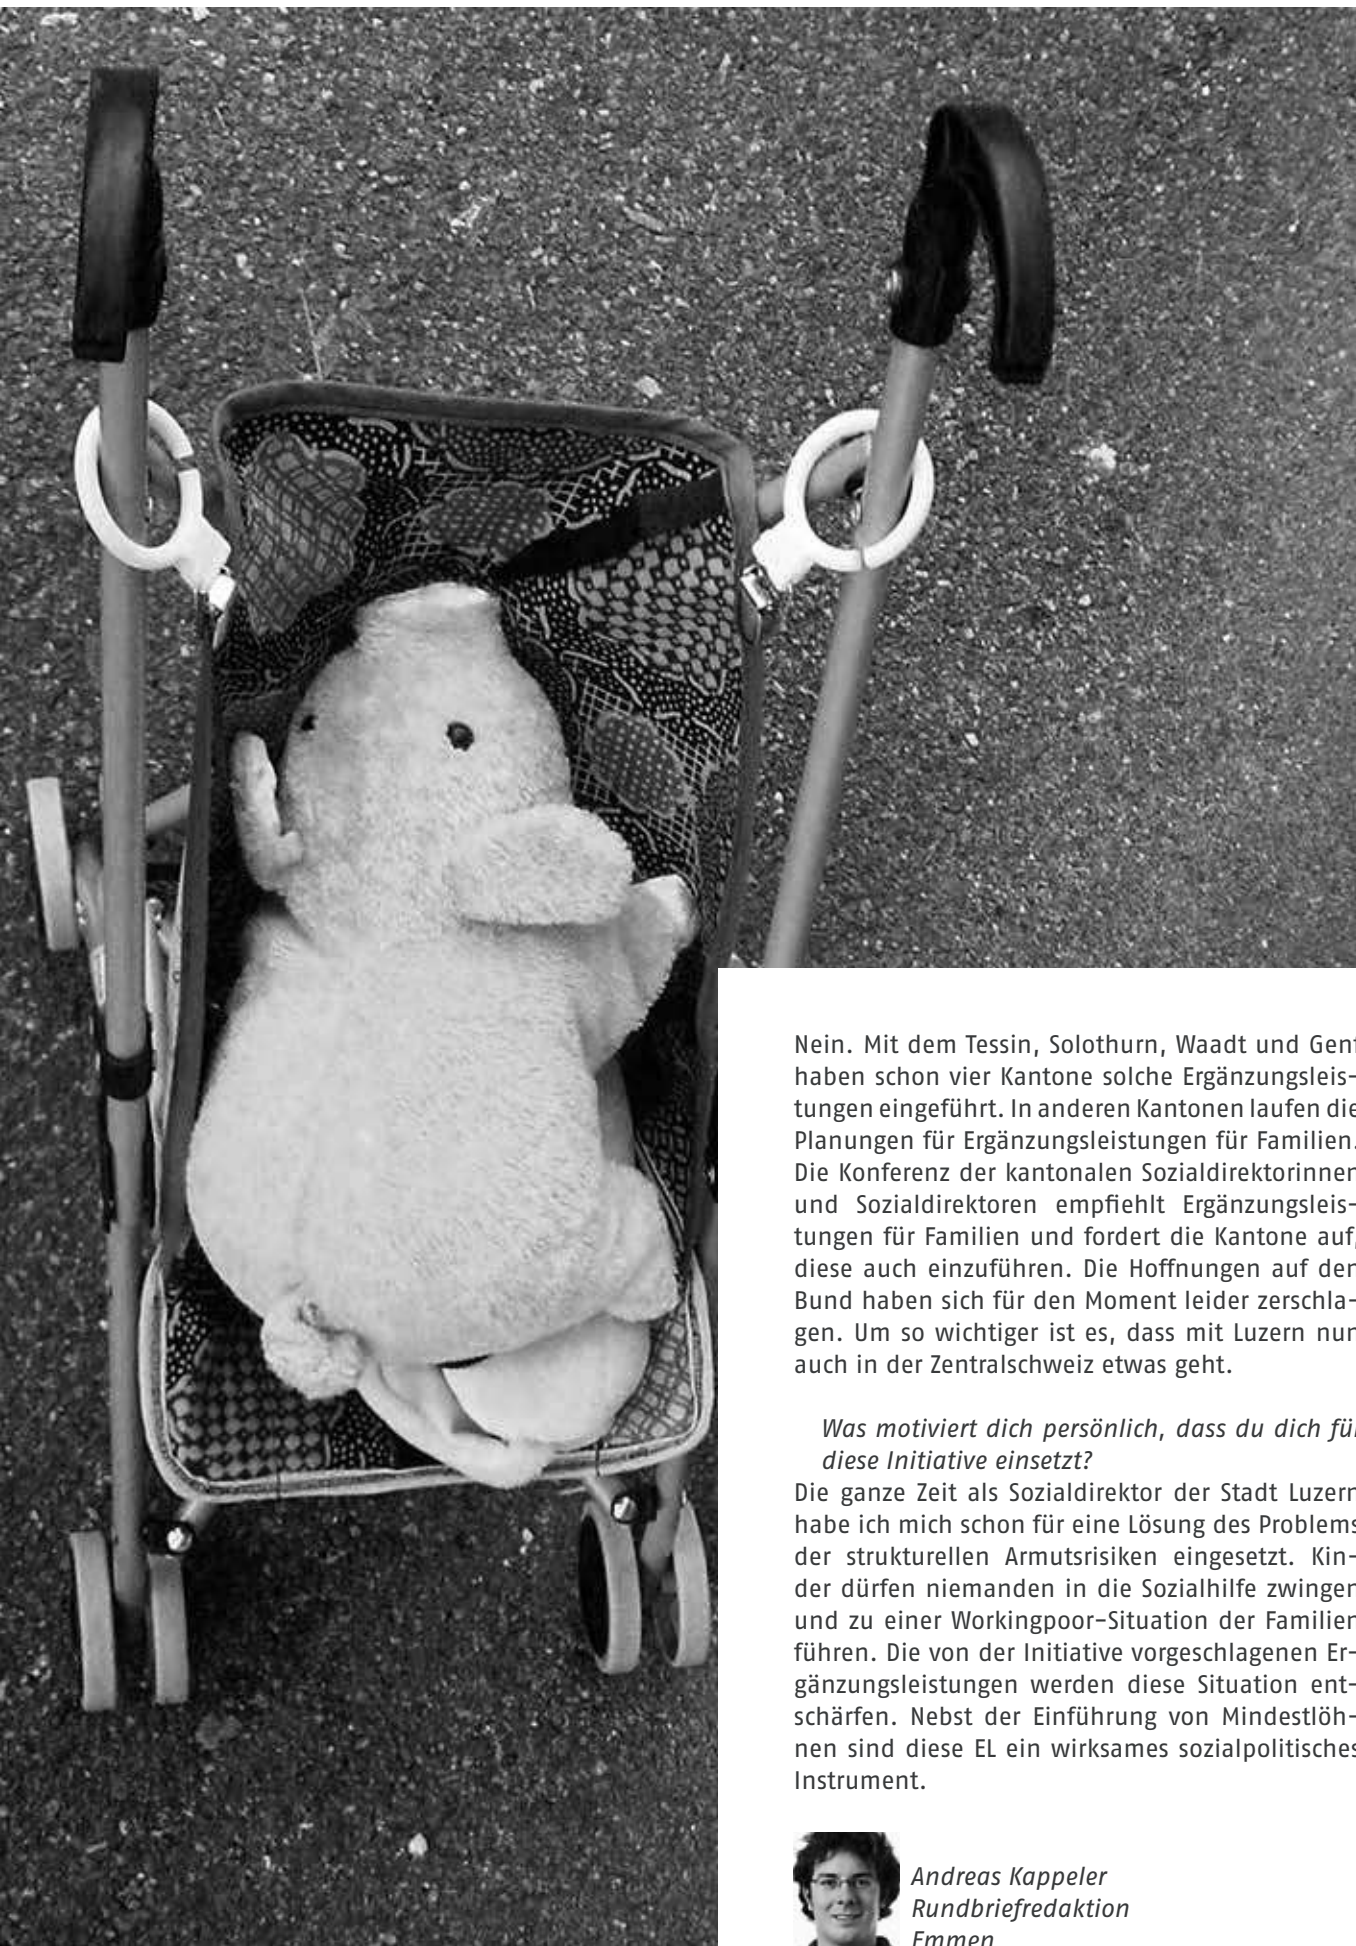 Nein. Mit dem Tessin, Solothurn, Waadt und Genf
haben schon vier Kantone solche Ergänzungsleis-
tungen eingeführt. In anderen Kantonen laufen die
Planungen für Ergänzungsleistungen für Familien.
Die Konferenz der kantonalen Sozialdirektorinnen
und Sozialdirektoren empfiehlt Ergänzungsleis-
tungen für Familien und fordert die Kantone auf,
diese auch einzuführen. Die Hoffnungen auf den
Bund haben sich für den Moment leider zerschla-
gen. Um so wichtiger ist es, dass mit Luzern nun
auch in der Zentralschweiz etwas geht.
Was motiviert dich persönlich, dass du dich für
diese Initiative einsetzt?
Die ganze Zeit als Sozialdirektor der Stadt Luzern
habe ich mich schon für eine Lösung des Problems
der strukturellen Armutsrisiken eingesetzt. Kin-
der dürfen niemanden in die Sozialhilfe zwingen
und zu einer Workingpoor-Situation der Familien
führen. Die von der Initiative vorgeschlagenen Er-
gänzungsleistungen werden diese Situation ent-
schärfen. Nebst der Einführung von Mindestlöh-
nen sind diese EL ein wirksames sozialpolitisches
Instrument.
Andreas Kappeler
Rundbriefredaktion
Emmen